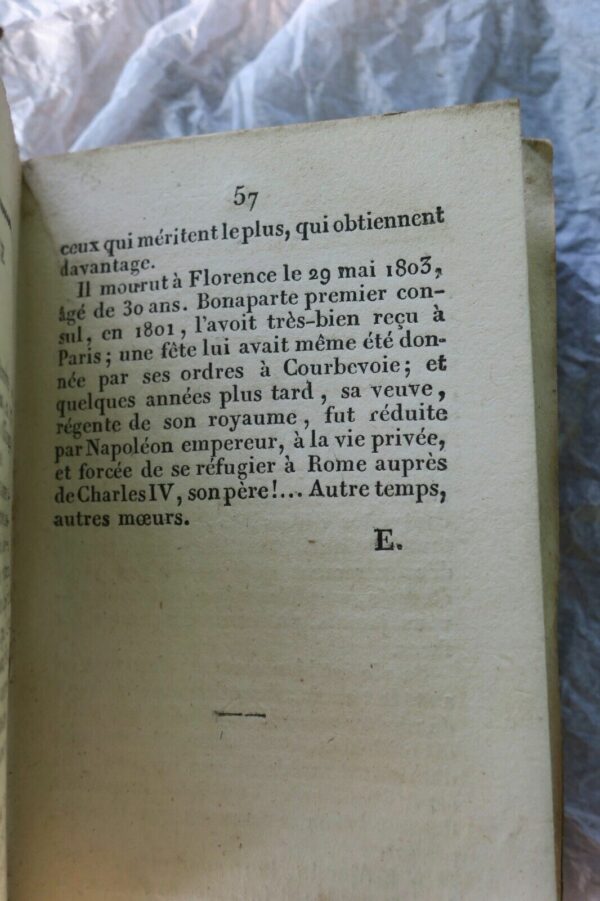 57
ceux qui méritent le plus, qui obtiennent
davantage.
Il mourut à Florence le 29 mai 1803,
âgé de 30 ans. Bonaparte premier con-
sul, en 1801, l'avoit très-bien reçu à
Paris; une fête lui avait même été don-
née par ses ordres à Courbevoie; et
quelques années plus tard, sa veuve,
régente de son royaume, fut réduite
par Napoléon empereur, à la vie privée,
et forcée de se réfugier à Rome auprès
de Charles IV, son père!... Autre temps,
autres mœurs.
E.